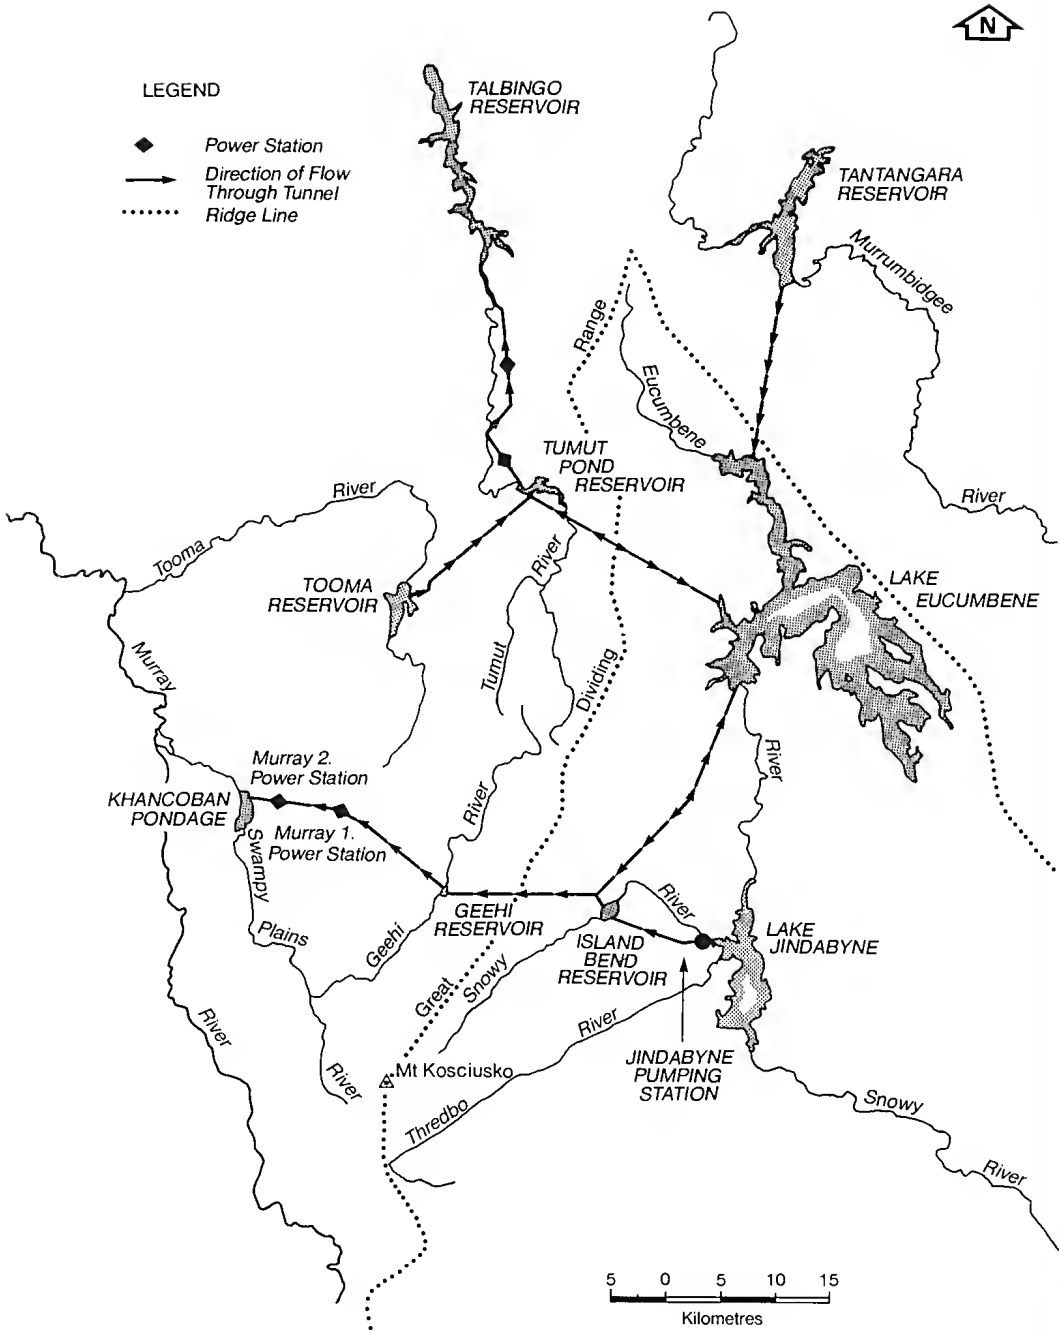 N
LEGEND
Power Station
Direction of Flow
Through Tunnel
Ridge Line
TALBINGO
RESERVOIR
TANTANGARA
RESERVOIR
Murrumbidgee
River
Range
Eucumbene
TUMUT
POND
RESERVOIR
River
Tooma
River
TOOMA
RESERVOIR
LAKE
EUCUMBENE
Tumut
Dividing
Murray
River
Murray 2.
Power Station
KHANCOBAN
PONDAGE
Murray 1.
Power Station
River
Swampy
Plains
River
GEEHI
RESERVOIR
Geehi
River
ISLAND
BEND
RESERVOIR
LAKE
JINDABYNE
Great
Snowy
River
River
JINDABYNE
PUMPING
STATION
Mt Kosciusko
Thredbo
Snowy
River
5 0 5 10 15
Kilometres